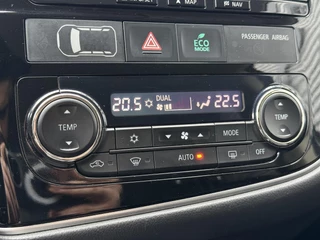 MAP
NAV
ECO
MODE
PASSENGER AIRBAG
20.5 DUAL 22.5
TEMP
TEMP
MODE
AUTO
OFF